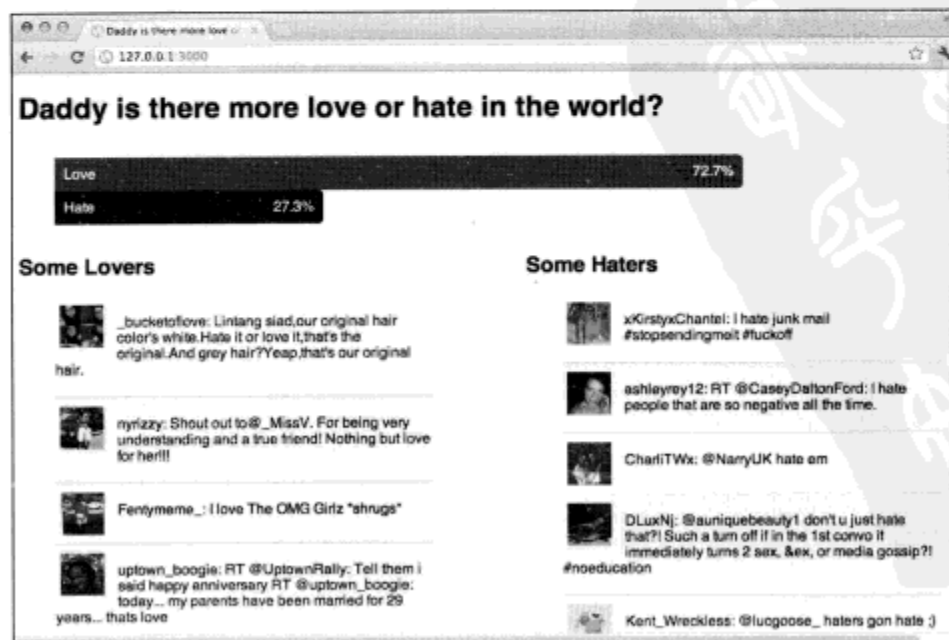 Daddy is there more love or
127.0.0.1:3000
Daddy is there more love or hate in the world?
Love 72.7%
Hate 27.3%
Some Lovers
_bucketoflove: Lintang siad,our original hair
color's white.Hate it or love it,that's the
original.And grey hair?Yeap,that's our original
hair.
nyrizzy: Shout out to@_MissV. For being very
understanding and a true friend! Nothing but love
for her!!!
Fentymeme_: I love The OMG Girlz *shrugs*
uptown_boogie: RT @UptownRally: Tell them i
said happy anniversary RT @uptown_boogie:
today... my parents have been married for 29
years... thats love
Some Haters
xKirstyxChantel: I hate junk mail
#stopsendingmeit #fuckoff
ashleyrey12: RT @CaseyDaltonFord: I hate
people that are so negative all the time.
CharliTWx: @NarryUK hate em
DLuxNj: @auniquebeauty1 don't u just hate
that?! Such a turn off if in the 1st convo it
immediately turns 2 sex, &ex, or media gossip?!
#noeducation
Kent_Wreckless: @lucgoose_ haters gon hate ;)